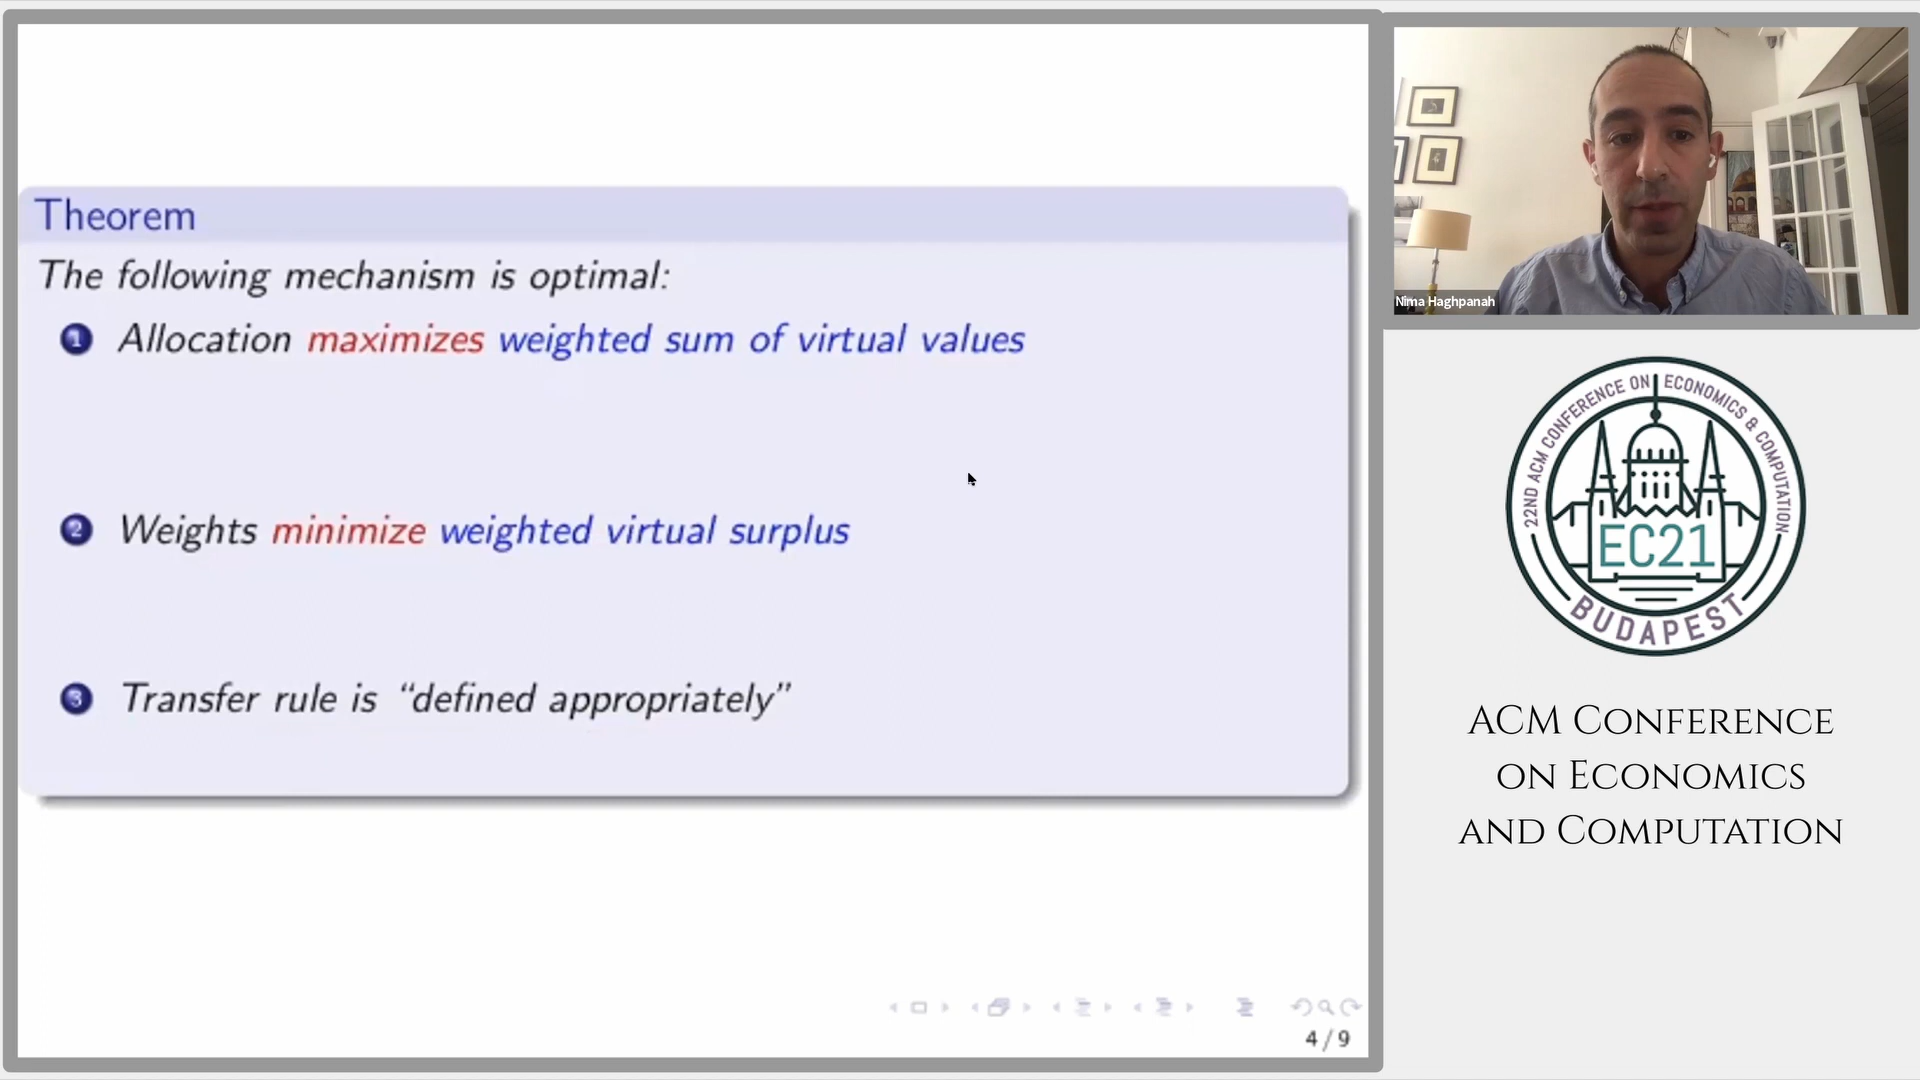 Theorem
The following mechanism is optimal:
1 Allocation maximizes weighted sum of virtual values
2 Weights minimize weighted virtual surplus
3 Transfer rule is “defined appropriately”
4 / 9
Nima Haghpanah
22ND ACM CONFERENCE ON ECONOMICS & COMPUTATION
EC21
BUDAPEST
ACM CONFERENCE
ON ECONOMICS
AND COMPUTATION